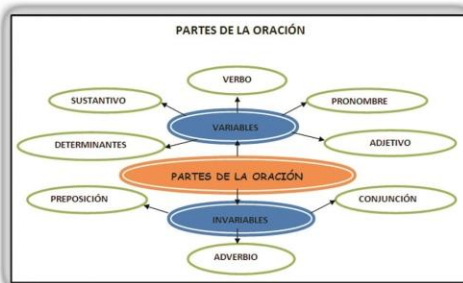 PARTES DE LA ORACIÓN
VERBO
SUSTANTIVO
PRONOMBRE
VARIABLES
DETERMINANTES
ADJETIVO
PARTES DE LA ORACIÓN
PREPOSICIÓN
CONJUNCIÓN
INVARIABLES
ADVERBIO